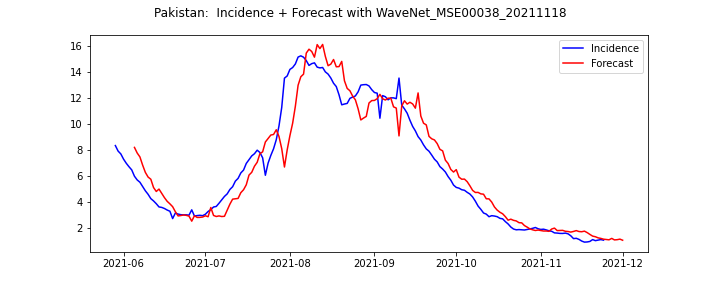 Pakistan:  Incidence + Forecast with WaveNet_MSE00038_20211118
Incidence
Forecast
16
14
12
10
8
6
4
2
2021-06 2021-07 2021-08 2021-09 2021-10 2021-11 2021-12